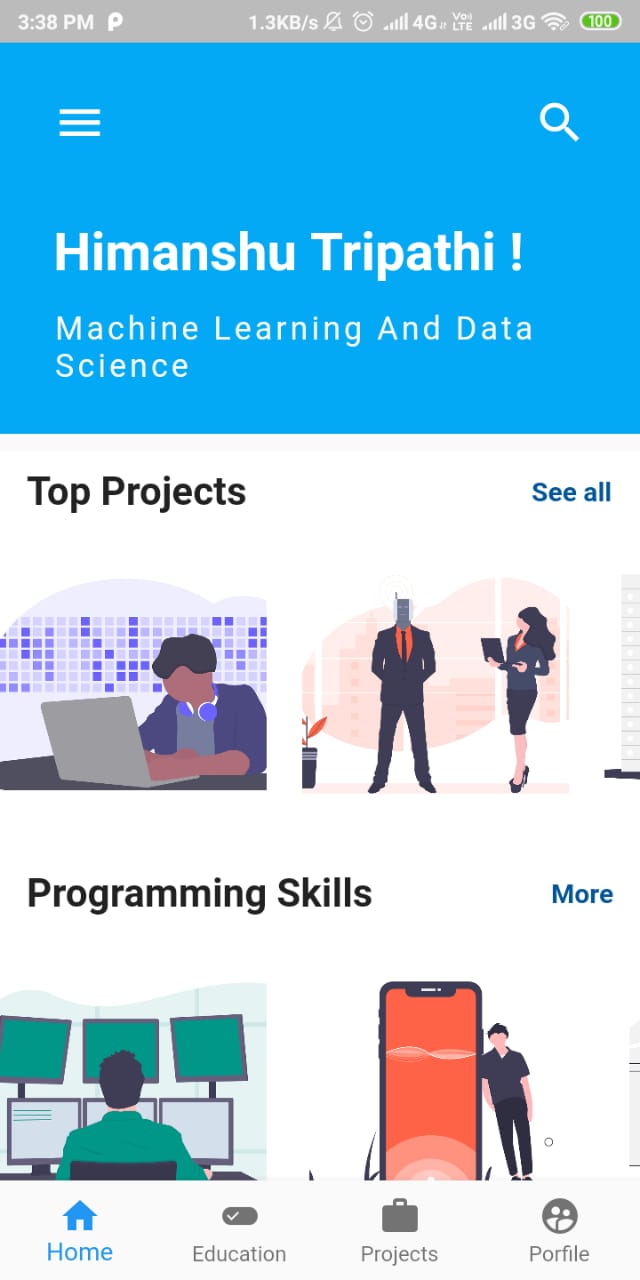 3:38 PM
1.3KB/s 4G VoLTE 3G 100
Himanshu Tripathi !
Machine Learning And Data
Science
Top Projects See all
Programming Skills More
Home Education Projects Porfile